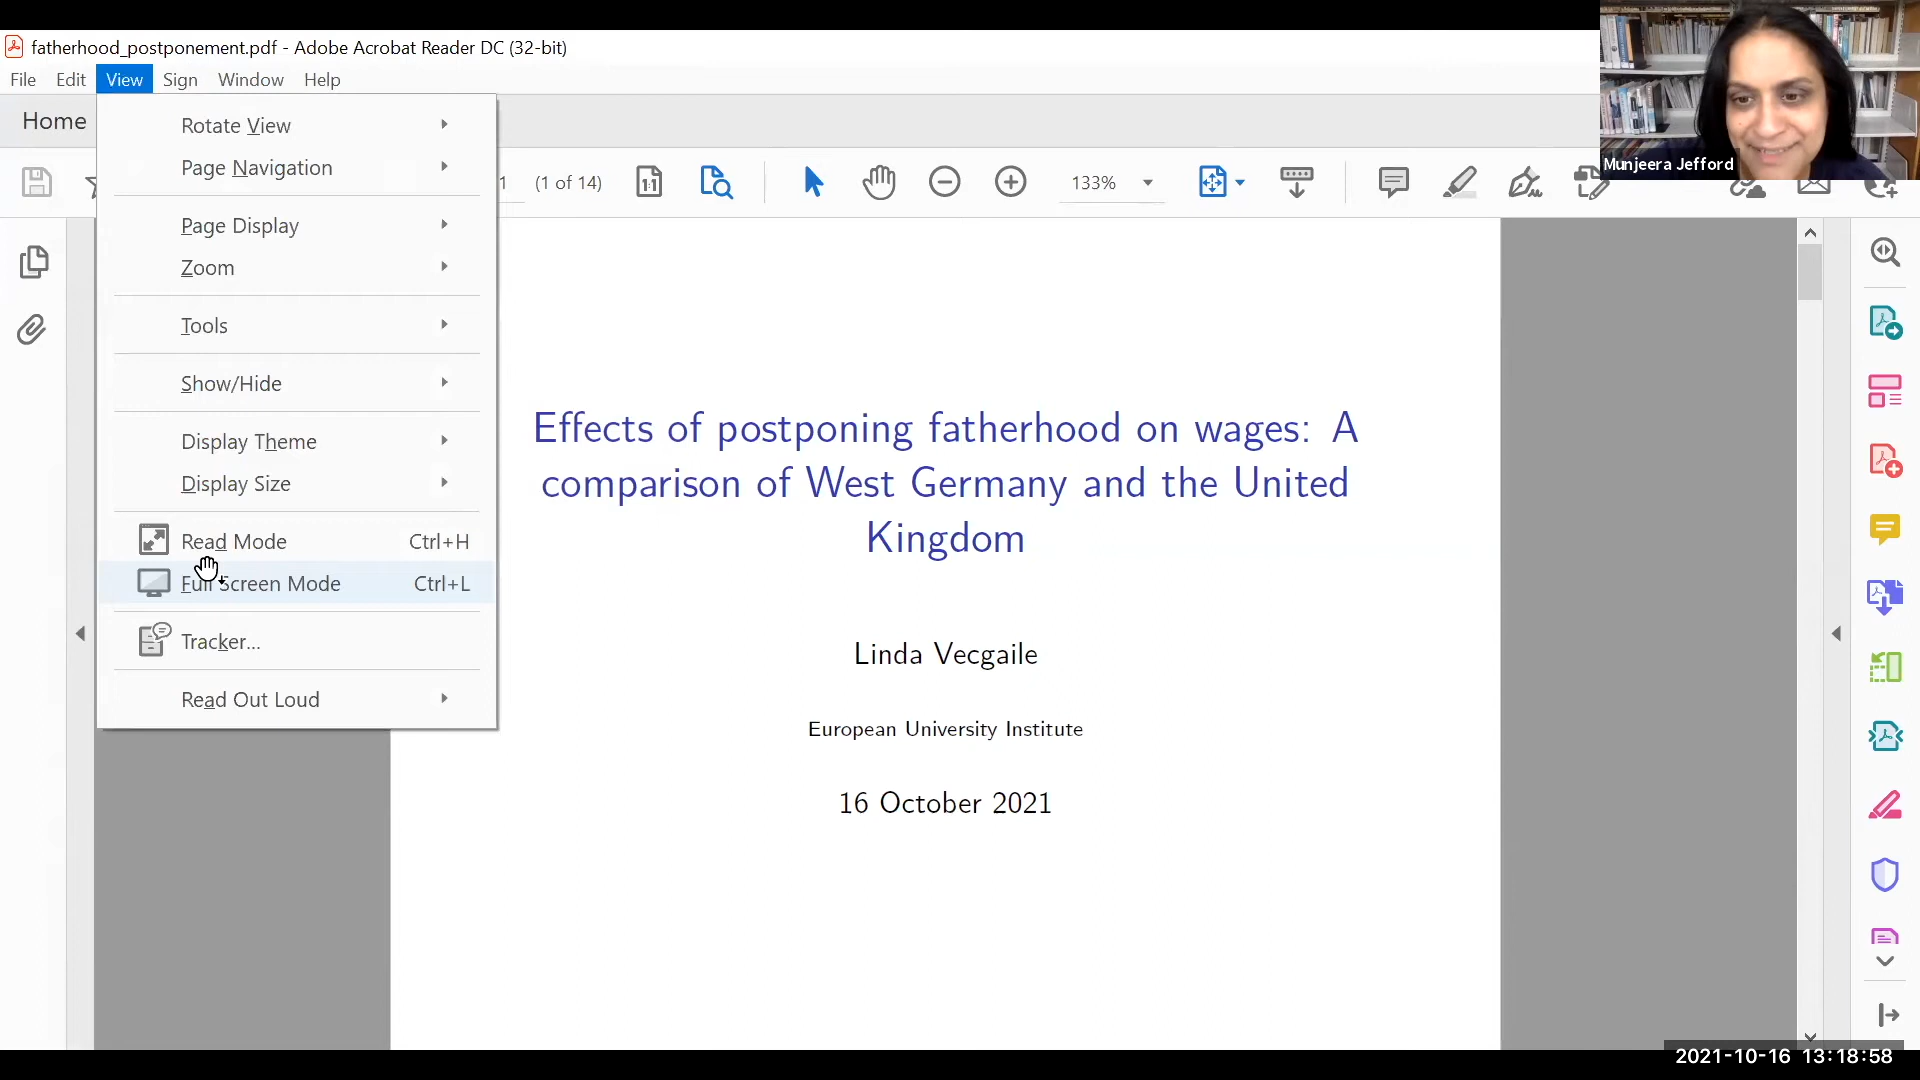 fatherhood_postponement.pdf - Adobe Acrobat Reader DC (32-bit)
File Edit View Sign Window Help
Home
Rotate View
Page Navigation
Page Display
Zoom
Tools
Show/Hide
Display Theme
Display Size
Read Mode Ctrl+H
Full Screen Mode Ctrl+L
Tracker...
Read Out Loud
1 (1 of 14)
133%
Munjeera Jefford
Effects of postponing fatherhood on wages: A
comparison of West Germany and the United
Kingdom
Linda Vecgaile
European University Institute
16 October 2021
2021-10-16 13:18:58